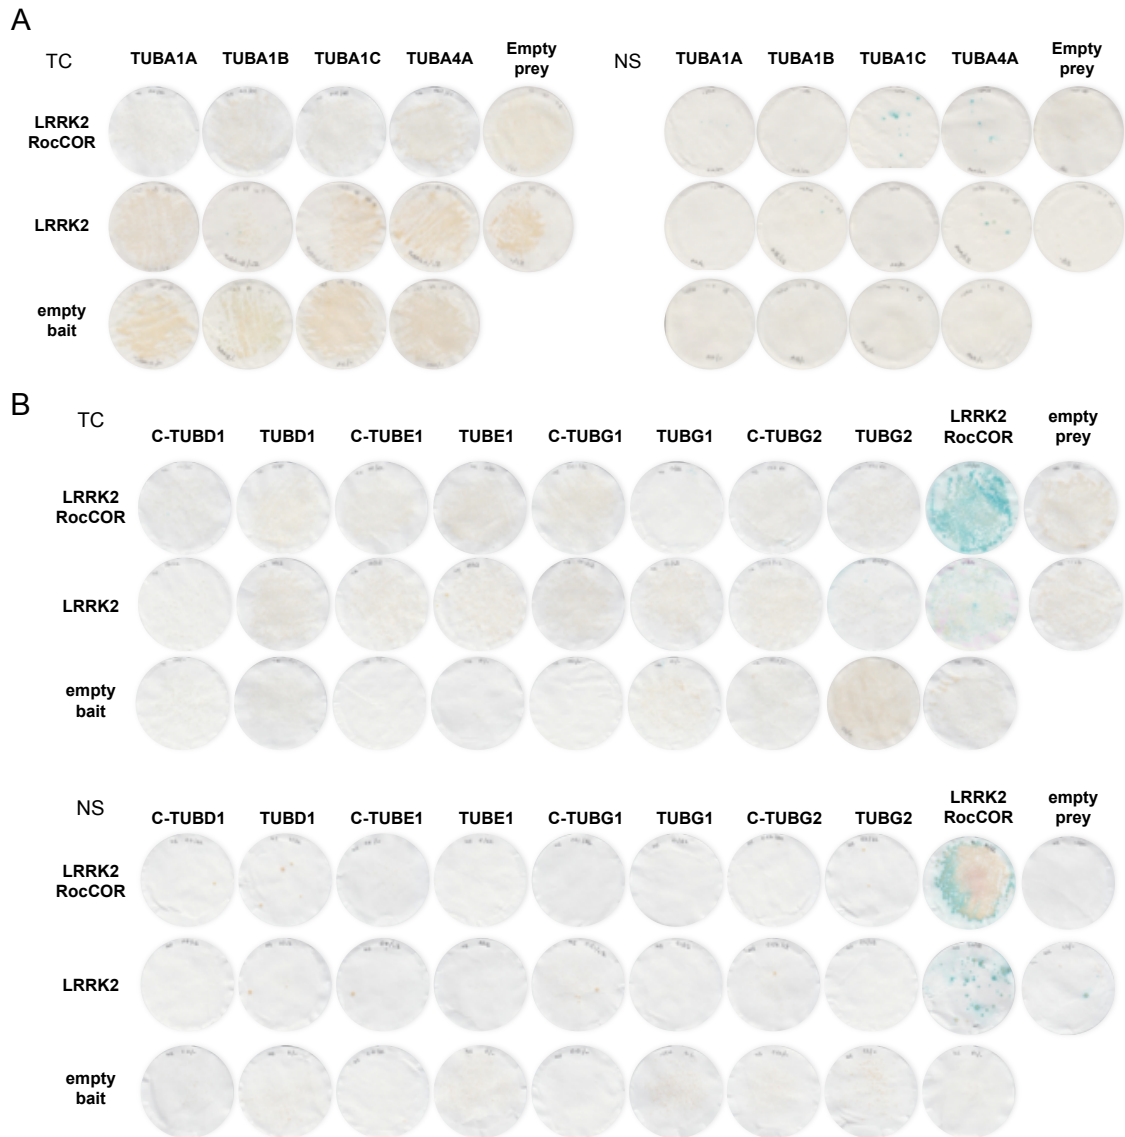 A
TC TUBA1A TUBA1B TUBA1C TUBA4A Empty prey
NS TUBA1A TUBA1B TUBA1C TUBA4A Empty prey
LRRK2
RocCOR
LRRK2
empty
bait
B
TC
C-TUBD1 TUBD1 C-TUBE1 TUBE1 C-TUBG1 TUBG1 C-TUBG2 TUBG2 LRRK2 RocCOR empty prey
LRRK2
RocCOR
LRRK2
empty
bait
NS
C-TUBD1 TUBD1 C-TUBE1 TUBE1 C-TUBG1 TUBG1 C-TUBG2 TUBG2 LRRK2 RocCOR empty prey
LRRK2
RocCOR
LRRK2
empty
bait